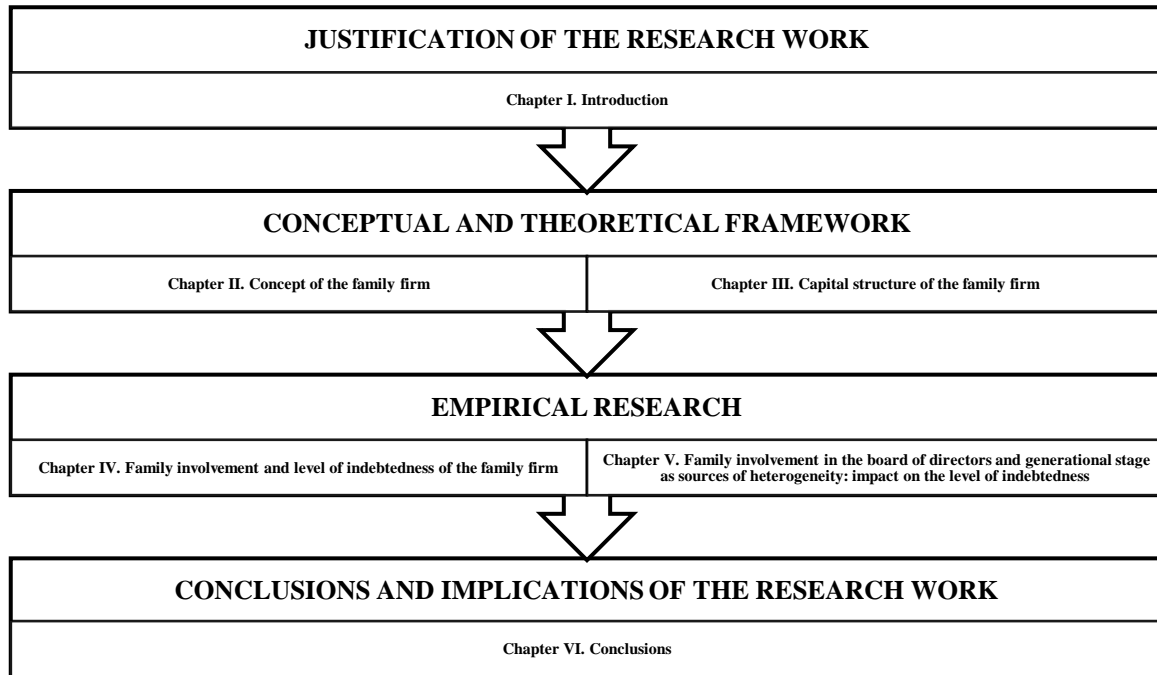 JUSTIFICATION OF THE RESEARCH WORK
Chapter I. Introduction
CONCEPTUAL AND THEORETICAL FRAMEWORK
Chapter II. Concept of the family firm
Chapter III. Capital structure of the family firm
EMPIRICAL RESEARCH
Chapter IV. Family involvement and level of indebtedness of the family firm
Chapter V. Family involvement in the board of directors and generational stage
as sources of heterogeneity: impact on the level of indebtedness
CONCLUSIONS AND IMPLICATIONS OF THE RESEARCH WORK
Chapter VI. Conclusions